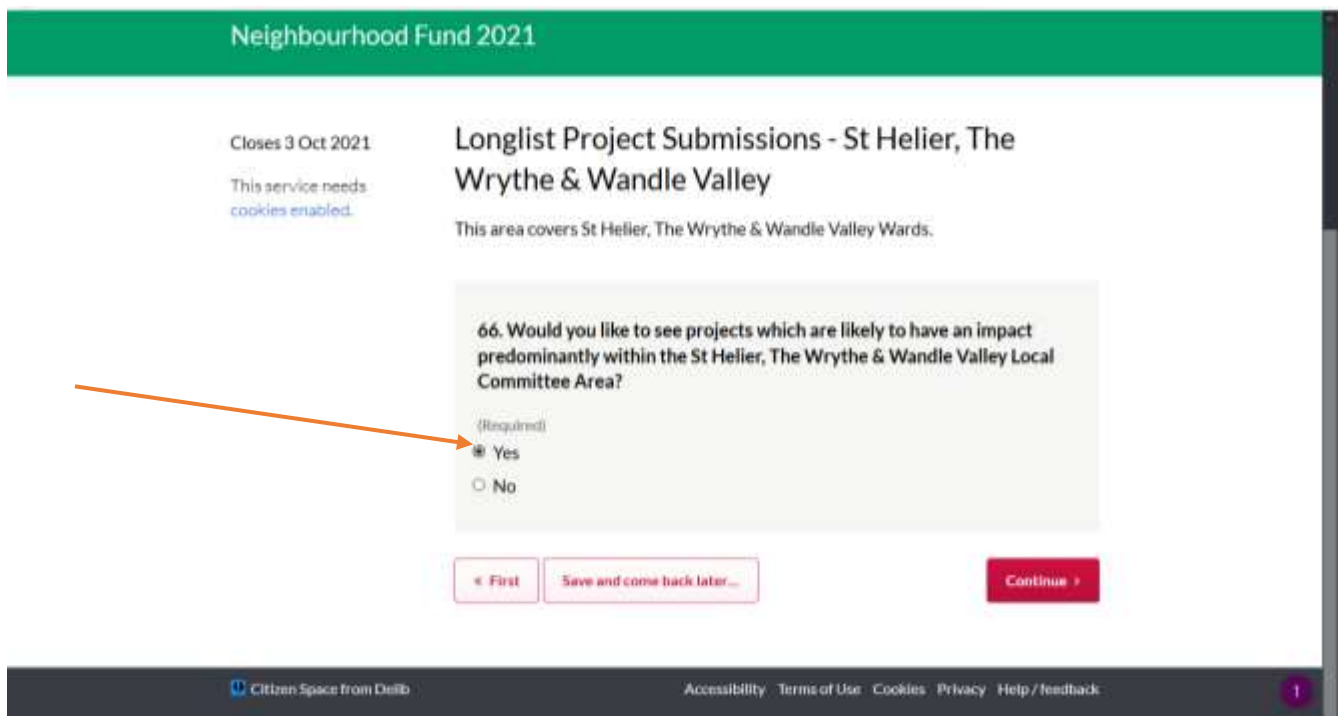 Neighbourhood Fund 2021
Closes 3 Oct 2021
This service needs
cookies enabled.
Longlist Project Submissions - St Helier, The
Wrythe & Wandle Valley
This area covers St Helier, The Wrythe & Wandle Valley Wards.
66. Would you like to see projects which are likely to have an impact
predominantly within the St Helier, The Wrythe & Wandle Valley Local
Committee Area?
(Required)
Yes
No
« First
Save and come back later...
Continue ›
Citizen Space from Delib
Accessibility Terms of Use Cookies Privacy Help / feedback
1